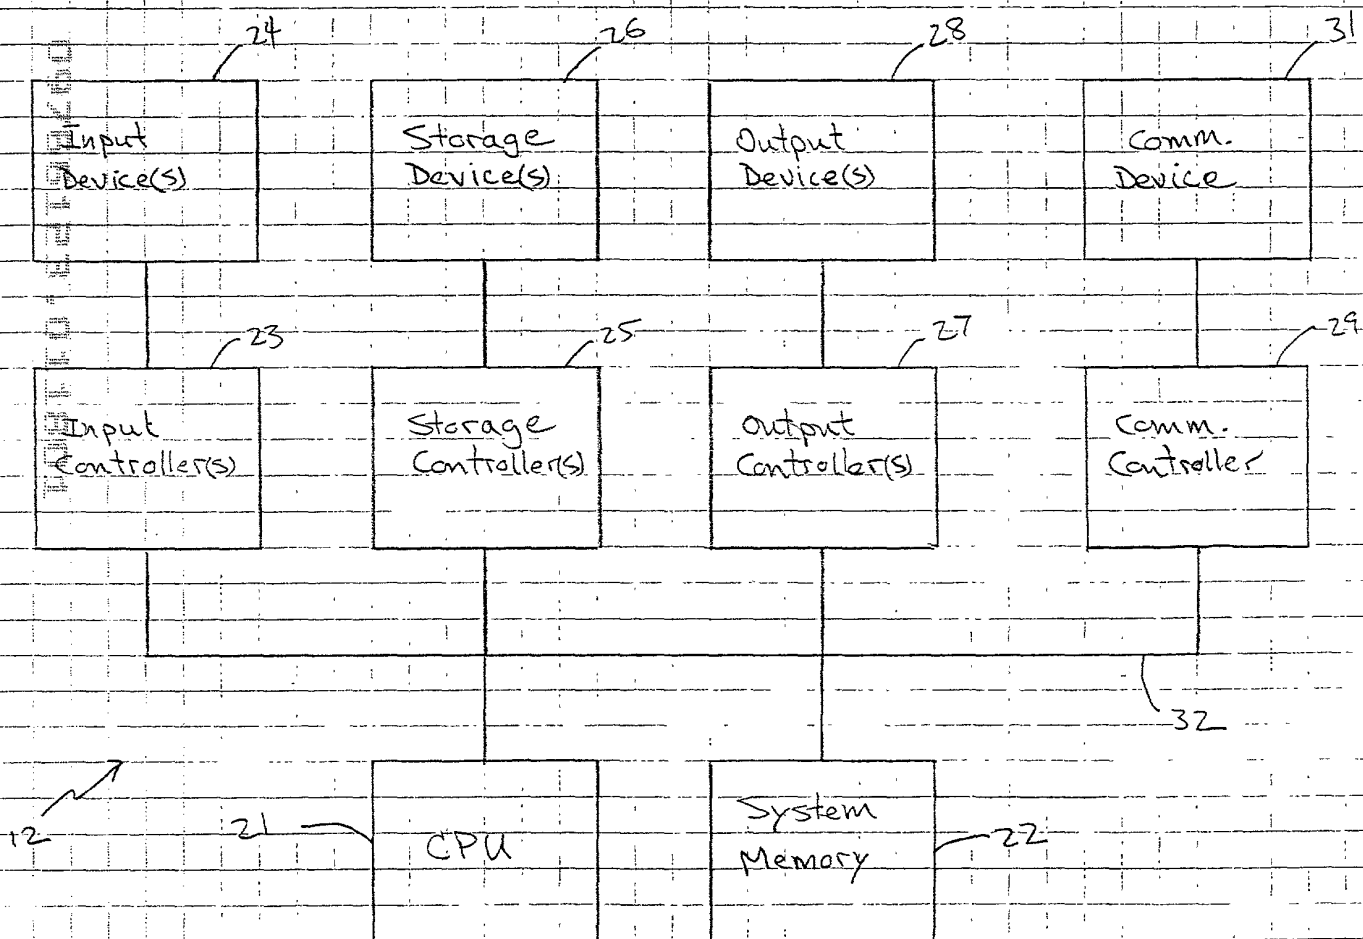 24
26
28
31
Input
Device(s)
Storage
Device(s)
Output
Device(s)
Comm.
Device
23
25
27
29
Input
Controller(s)
Storage
Controller(s)
Output
Controller(s)
Comm.
Controller
32
12
21
CPU
System
Memory
22